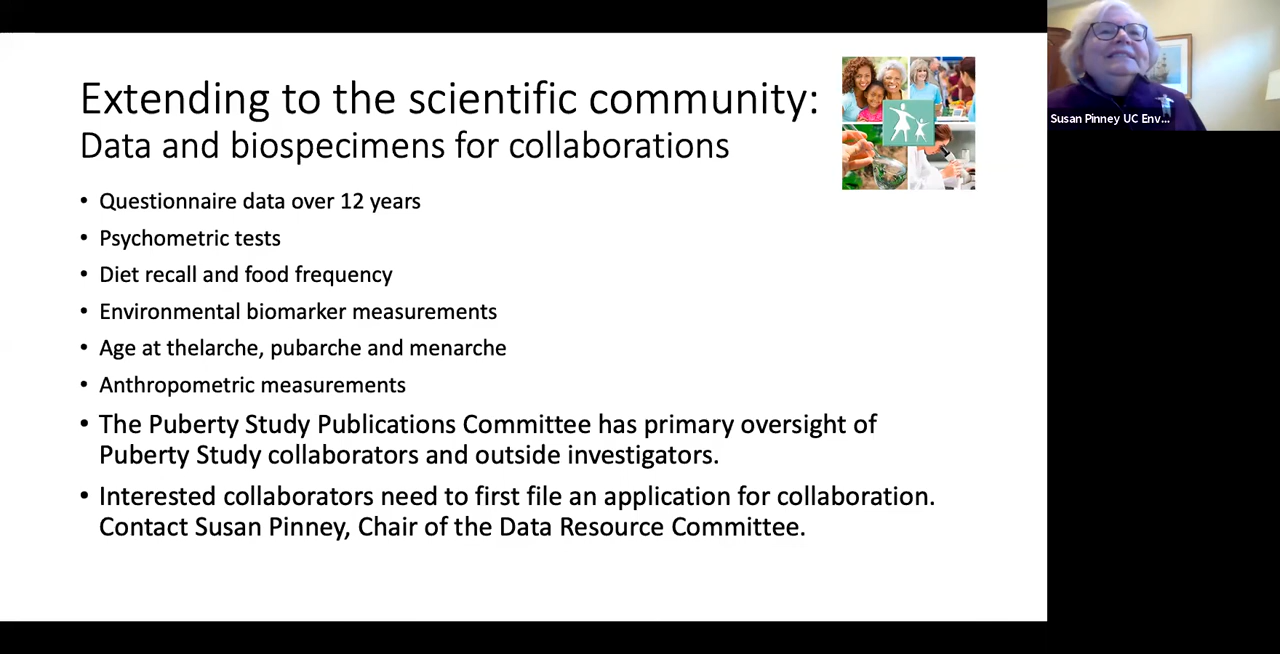 Extending to the scientific community:
Data and biospecimens for collaborations
• Questionnaire data over 12 years
• Psychometric tests
• Diet recall and food frequency
• Environmental biomarker measurements
• Age at thelarche, pubarche and menarche
• Anthropometric measurements
• The Puberty Study Publications Committee has primary oversight of
Puberty Study collaborators and outside investigators.
• Interested collaborators need to first file an application for collaboration.
Contact Susan Pinney, Chair of the Data Resource Committee.
Susan Pinney UC Env...